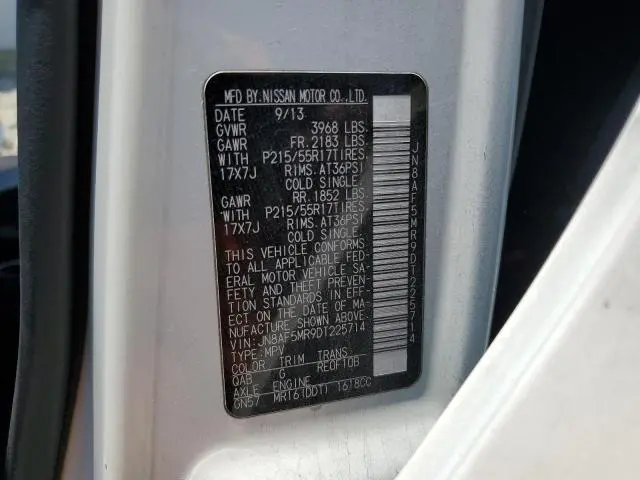 MFD BY:NISSAN MOTOR CO.,LTD.
DATE 9/13
GVWR 3968 LBS.
GAWR FR.2183 LBS.
WITH P215/55R17TIRES.
17X7J RIMS.AT36PSI
COLD SINGLE.
GAWR RR.1852 LBS.
WITH P215/55R17TIRES.
17X7J RIMS.AT36PSI
COLD SINGLE.
THIS VEHICLE CONFORMS
TO ALL APPLICABLE FED-
ERAL MOTOR VEHICLE SA-
FETY AND THEFT PREVEN
TION STANDARDS IN EFF-
ECT ON THE DATE OF MA-
NUFACTURE SHOWN ABOVE.
VIN: JN8AF5MR9DT225714
TYPE:MPV
COLOR TRIM TRANS
QAB G RE0F10B
AXLE ENGINE
GN57 MR16(DDT) 1618CC
JN8AF5MR9DT225714